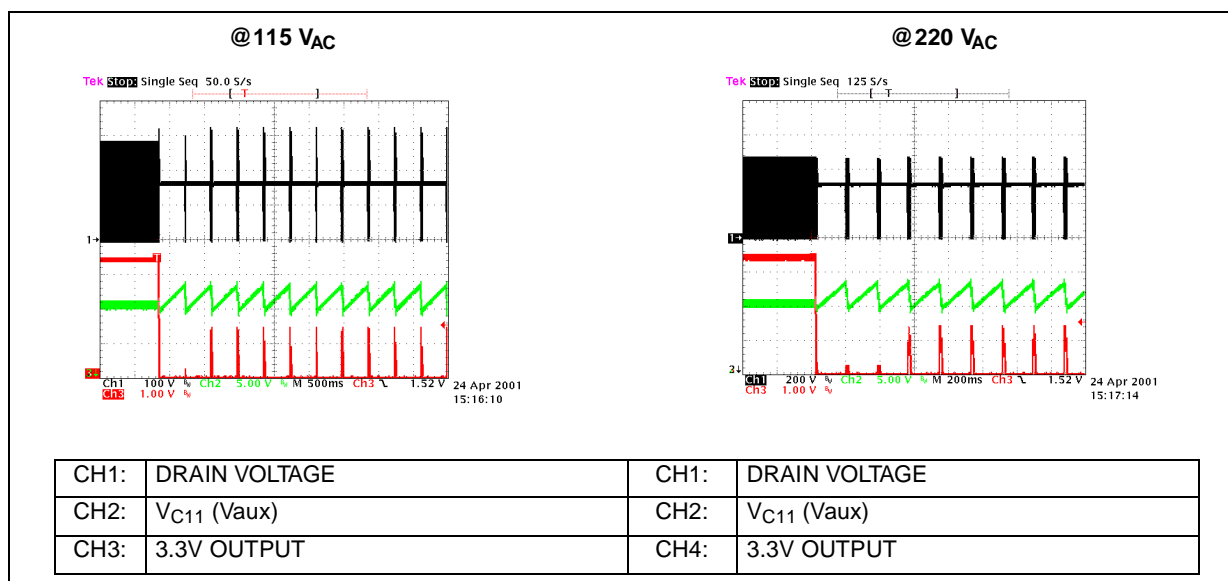 @115 VAC
@220 VAC
Tek Stop: Single Seq 50.0 S/s
Tek Stop: Single Seq 125 S/s
[ T ]
[ T ]
T
1→
1→
3↓
Ch1 100 V Ch2 5.00 V M 500ms Ch3 1.52 V
Ch3 1.00 V
24 Apr 2001
15:16:10
Ch1 200 V Ch2 5.00 V M 200ms Ch3 1.52 V
Ch3 1.00 V
24 Apr 2001
15:17:14
CH1: DRAIN VOLTAGE CH1: DRAIN VOLTAGE
CH2: VC11 (Vaux) CH2: VC11 (Vaux)
CH3: 3.3V OUTPUT CH4: 3.3V OUTPUT